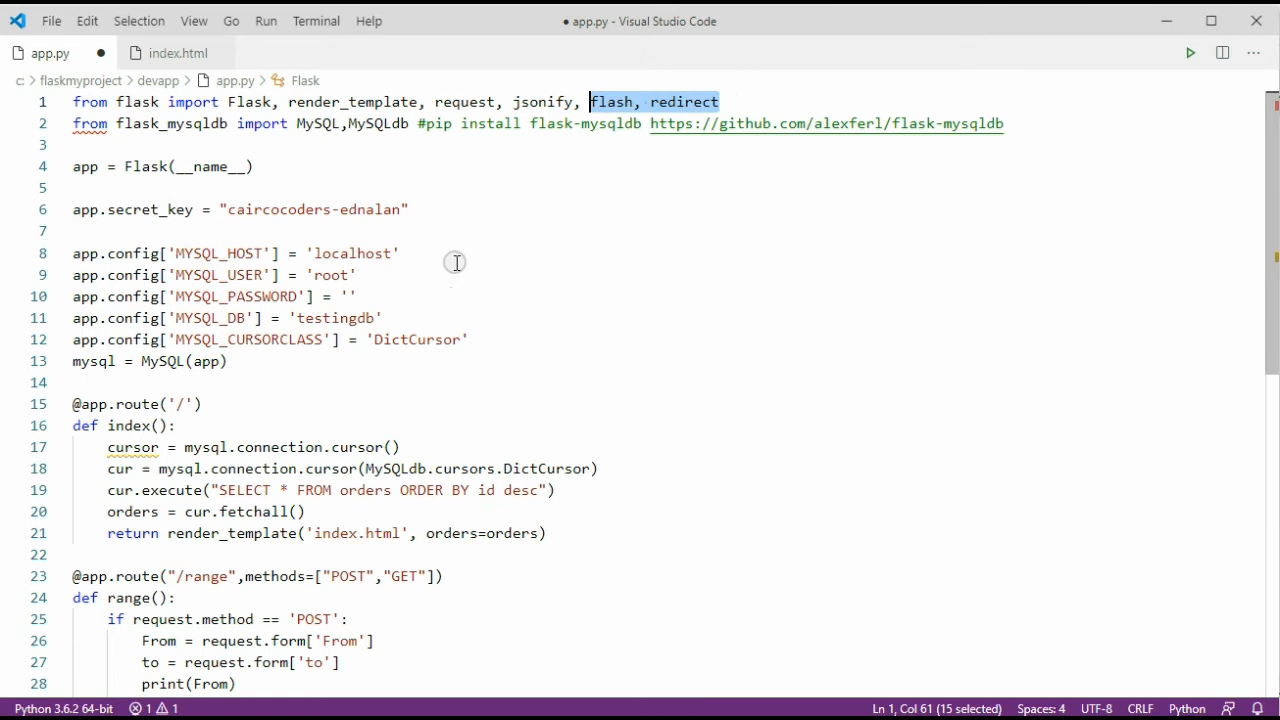 File Edit Selection View Go Run Terminal Help ● app.py - Visual Studio Code
app.py ● index.html
c: > flaskmyproject > devapp > app.py > Flask
1 from flask import Flask, render_template, request, jsonify, flash, redirect
2 from flask_mysqldb import MySQL,MySQLdb #pip install flask-mysqldb https://github.com/alexferl/flask-mysqldb
3
4 app = Flask(__name__)
5
6 app.secret_key = "caircocoders-ednalan"
7
8 app.config['MYSQL_HOST'] = 'localhost'
9 app.config['MYSQL_USER'] = 'root'
10 app.config['MYSQL_PASSWORD'] = ''
11 app.config['MYSQL_DB'] = 'testingdb'
12 app.config['MYSQL_CURSORCLASS'] = 'DictCursor'
13 mysql = MySQL(app)
14
15 @app.route('/')
16 def index():
17     cursor = mysql.connection.cursor()
18     cur = mysql.connection.cursor(MySQLdb.cursors.DictCursor)
19     cur.execute("SELECT * FROM orders ORDER BY id desc")
20     orders = cur.fetchall()
21     return render_template('index.html', orders=orders)
22
23 @app.route("/range",methods=["POST","GET"])
24 def range():
25     if request.method == 'POST':
26         From = request.form['From']
27         to = request.form['to']
28         print(From)
Python 3.6.2 64-bit 1 1 Ln 1, Col 61 (15 selected) Spaces: 4 UTF-8 CRLF Python